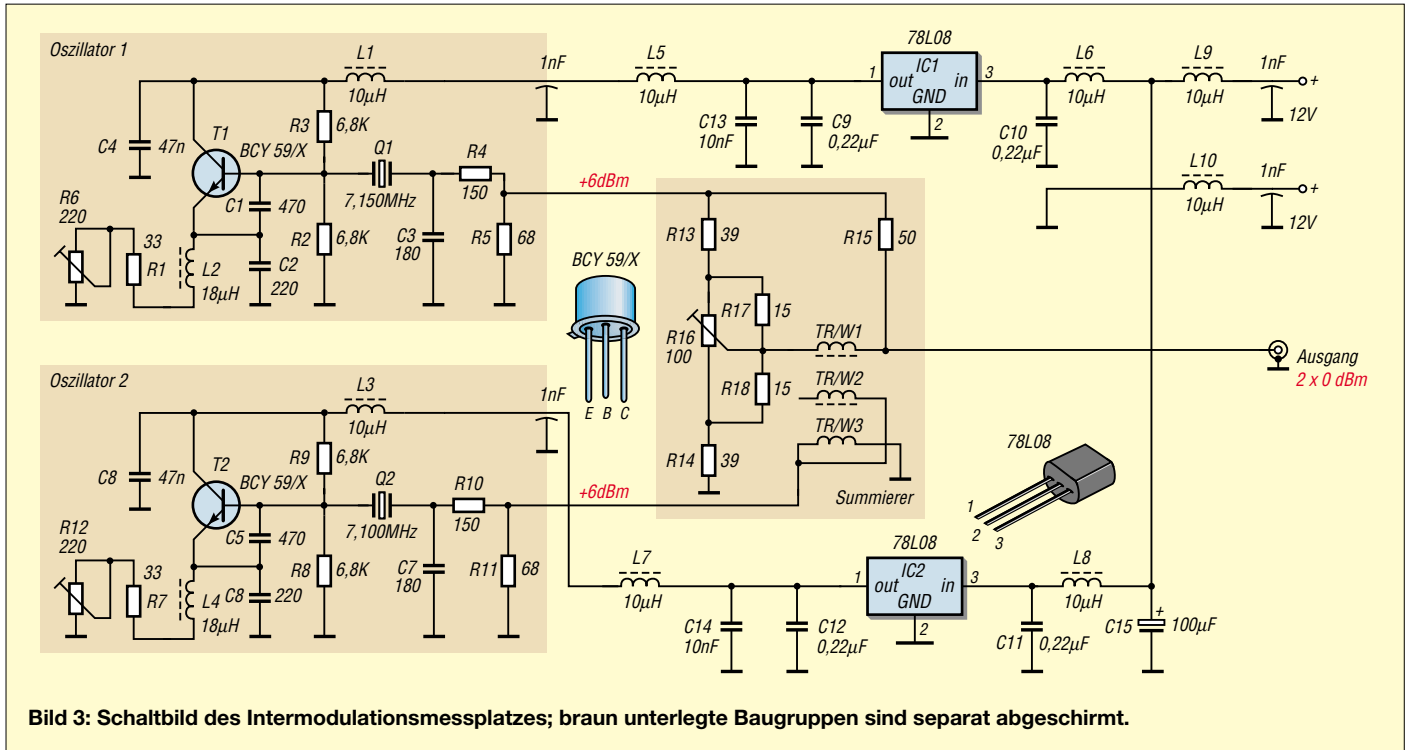 Oszillator 1
L1
10µH
1nF
L5
10µH
78L08
1
out
IC1
in
GND
3
2
L6
10µH
L9
10µH
1nF
+
12V
C4
47n
T1
BCY 59/X
R3
6,8K
Q1
7,150MHz
R4
150
C13
10nF
C9
0,22µF
C10
0,22µF
L10
10µH
1nF
+
12V
R6
220
33
R1
L2
18µH
C1
470
C2
220
R2
6,8K
C3
180
R5
68
+6dBm
R13
39
R15
50
BCY 59/X
E B C
R17
15
R16
100
TR/W1
R18
15
TR/W2
TR/W3
R14
39
Summierer
Ausgang
2 x 0 dBm
Oszillator 2
L3
10µH
1nF
C8
47n
T2
BCY 59/X
R9
6,8K
Q2
7,100MHz
R10
150
+6dBm
78L08
1
2
3
R12
220
33
R7
L4
18µH
C5
470
C8
220
R8
6,8K
C7
180
R11
68
L7
10µH
78L08
1
out
IC2
in
GND
3
2
L8
10µH
C14
10nF
C12
0,22µF
C11
0,22µF
C15
+
100µF
Bild 3: Schaltbild des Intermodulationsmessplatzes; braun unterlegte Baugruppen sind separat abgeschirmt.